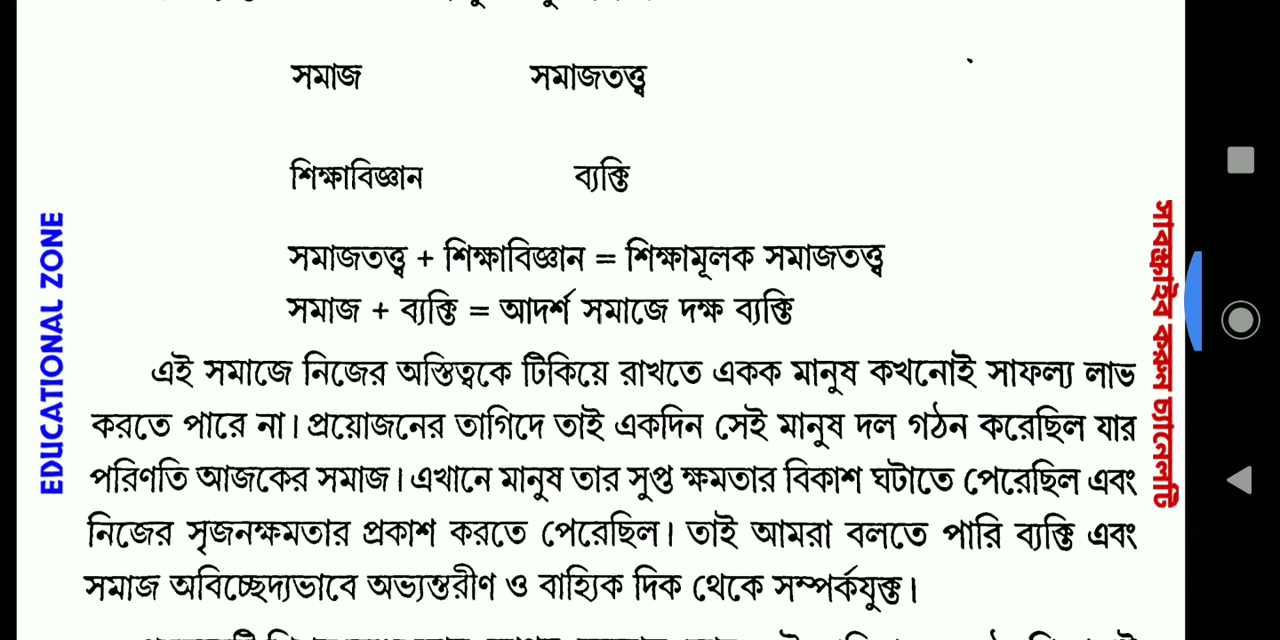 সমাজ সমাজতত্ত্ব
শিক্ষাবিজ্ঞান ব্যক্তি
সমাজতত্ত্ব + শিক্ষাবিজ্ঞান = শিক্ষামূলক সমাজতত্ত্ব
সমাজ + ব্যক্তি = আদর্শ সমাজে দক্ষ ব্যক্তি
এই সমাজে নিজের অস্তিত্বকে টিকিয়ে রাখতে একক মানুষ কখনোই সাফল্য লাভ
করতে পারে না। প্রয়োজনের তাগিদে তাই একদিন সেই মানুষ দল গঠন করেছিল যার
পরিণতি আজকের সমাজ। এখানে মানুষ তার সুপ্ত ক্ষমতার বিকাশ ঘটাতে পেরেছিল এবং
নিজের সৃজনক্ষমতার প্রকাশ করতে পেরেছিল। তাই আমরা বলতে পারি ব্যক্তি এবং
সমাজ অবিচ্ছেদ্যভাবে অভ্যন্তরীণ ও বাহ্যিক দিক থেকে সম্পর্কযুক্ত।
EDUCATIONAL ZONE
সাবস্ক্রাইব করুন চ্যানেলটি